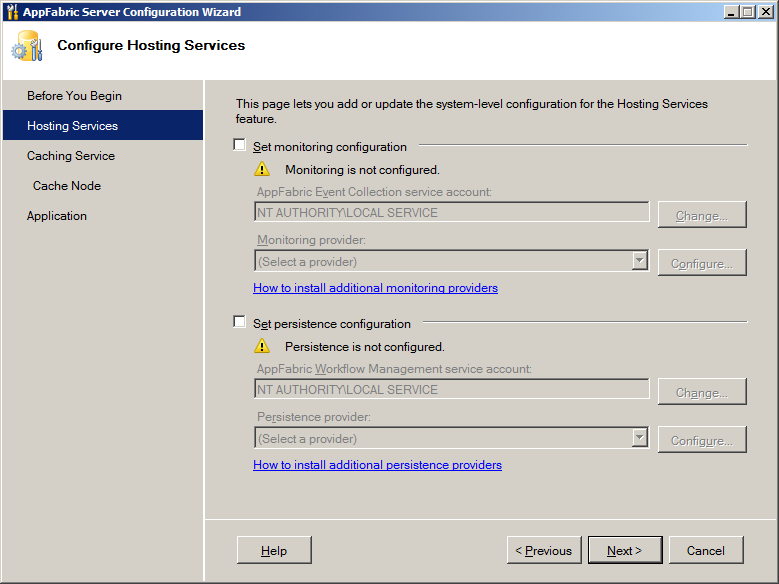 AppFabric Server Configuration Wizard
Configure Hosting Services
Before You Begin
Hosting Services
Caching Service
Cache Node
Application
This page lets you add or update the system-level configuration for the Hosting Services
feature.
Set monitoring configuration
Monitoring is not configured.
AppFabric Event Collection service account:
NT AUTHORITY\LOCAL SERVICE
Change...
Monitoring provider:
(Select a provider)
Configure...
How to install additional monitoring providers
Set persistence configuration
Persistence is not configured.
AppFabric Workflow Management service account:
NT AUTHORITY\LOCAL SERVICE
Change...
Persistence provider:
(Select a provider)
Configure...
How to install additional persistence providers
Help
< Previous
Next >
Cancel